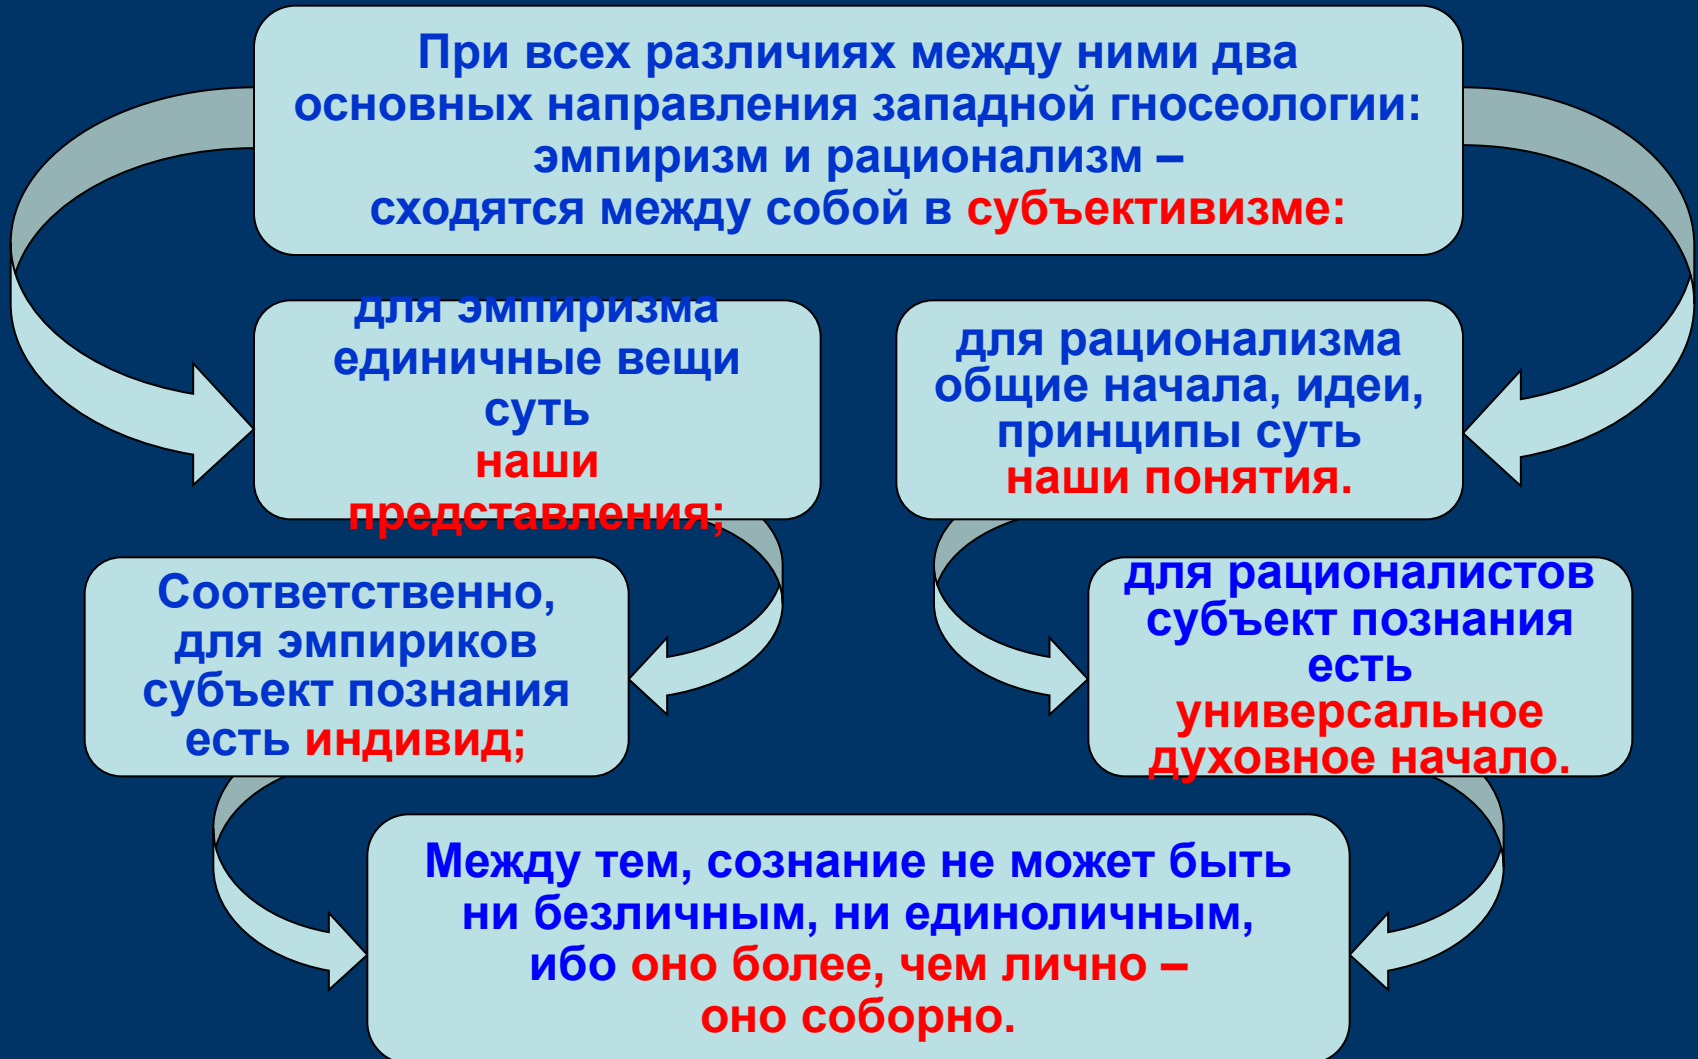 При всех различиях между ними два
основных направления западной гносеологии:
эмпиризм и рационализм –
сходятся между собой в субъективизме:
для эмпиризма
единичные вещи
суть
наши
представления;
для рационализма
общие начала, идеи,
принципы суть
наши понятия.
Соответственно,
для эмпириков
субъект познания
есть индивид;
для рационалистов
субъект познания
есть
универсальное
духовное начало.
Между тем, сознание не может быть
ни безличным, ни единоличным,
ибо оно более, чем лично –
оно соборно.